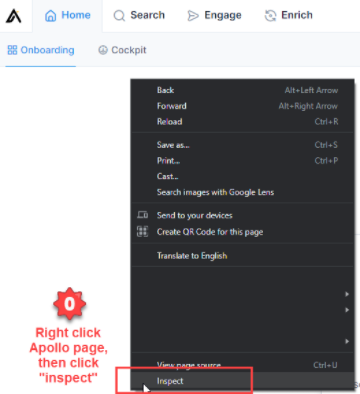 Home Search Engage Enrich
Onboarding Cockpit
Back Alt+Left Arrow
Forward Alt+Right Arrow
Reload Ctrl+R
Save as... Ctrl+S
Print... Ctrl+P
Cast...
Search images with Google Lens
Send to your devices
Create QR Code for this page
Translate to English
0
Right click
Apollo page,
then click
"inspect"
View page source Ctrl+U
Inspect